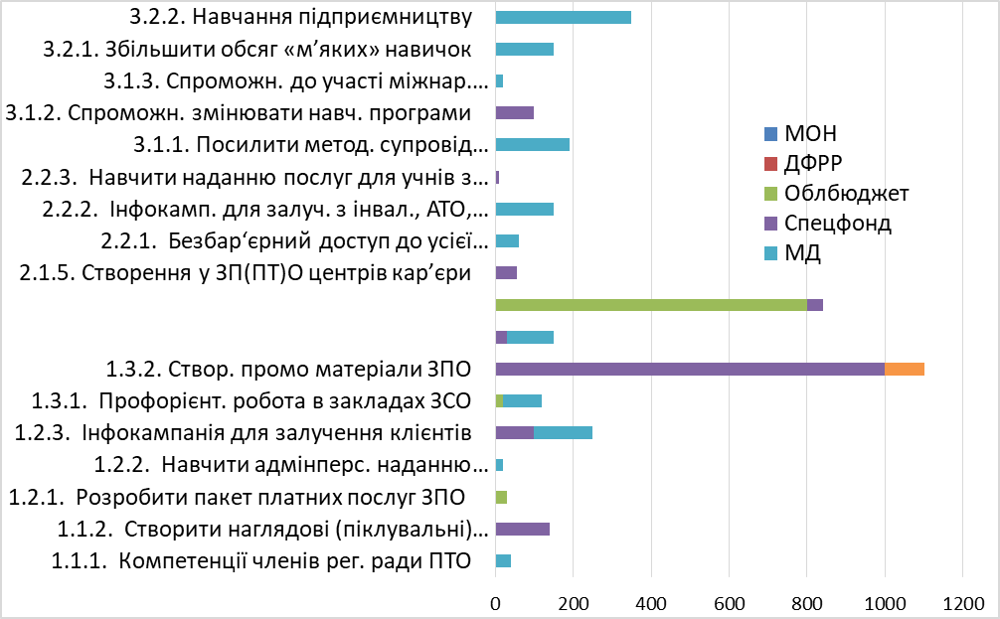 3.2.2. Навчання підприємництву
3.2.1. Збільшити обсяг «м’яких» навичок
3.1.3. Спроможн. до участі міжнар.…
3.1.2. Спроможн. змінювати навч. програми
3.1.1. Посилити метод. супровід…
2.2.3. Навчити наданню послуг для учнів з…
2.2.2. Інфокамп. для залуч. з інвал., АТО,…
2.2.1. Безбар‘єрний доступ до усієї…
2.1.5. Створення у ЗП(ПТ)О центрів кар’єри
1.3.2. Створ. промо матеріали ЗПО
1.3.1. Профорієнт. робота в закладах ЗСО
1.2.3. Інфокампанія для залучення клієнтів
1.2.2. Навчити адмінперс. наданню…
1.2.1. Розробити пакет платних послуг ЗПО
1.1.2. Створити наглядові (піклувальні)…
1.1.1. Компетенції членів рег. ради ПТО
МОН
ДФРР
Облбюджет
Спецфонд
МД
0 200 400 600 800 1000 1200